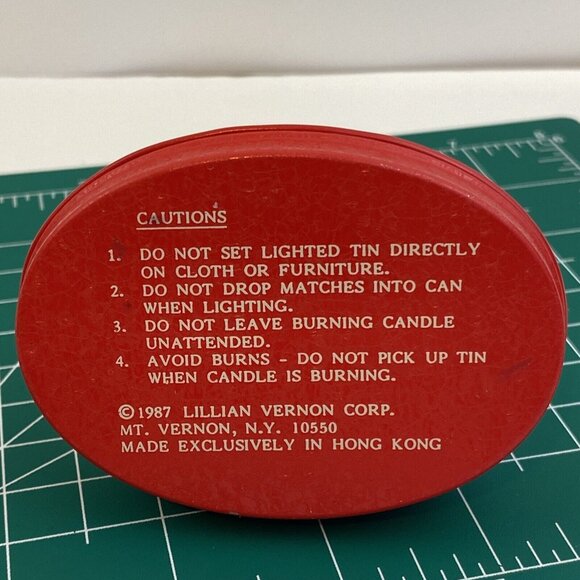 CAUTIONS
1. DO NOT SET LIGHTED TIN DIRECTLY
ON CLOTH OR FURNITURE.
2. DO NOT DROP MATCHES INTO CAN
WHEN LIGHTING.
3. DO NOT LEAVE BURNING CANDLE
UNATTENDED.
4. AVOID BURNS - DO NOT PICK UP TIN
WHEN CANDLE IS BURNING.
©1987 LILLIAN VERNON CORP.
MT. VERNON, N.Y. 10550
MADE EXCLUSIVELY IN HONG KONG